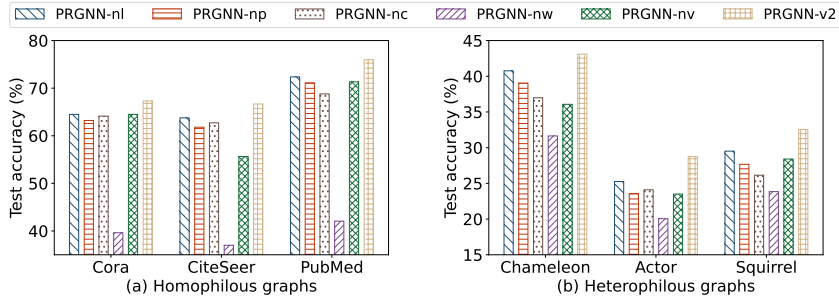 PRGNN-nl PRGNN-np PRGNN-nc PRGNN-nw PRGNN-nv PRGNN-v2
Test accuracy (%)
80
70
60
50
40
Cora CiteSeer PubMed
(a) Homophilous graphs
Test accuracy (%)
45
40
35
30
25
20
15
Chameleon Actor Squirrel
(b) Heterophilous graphs